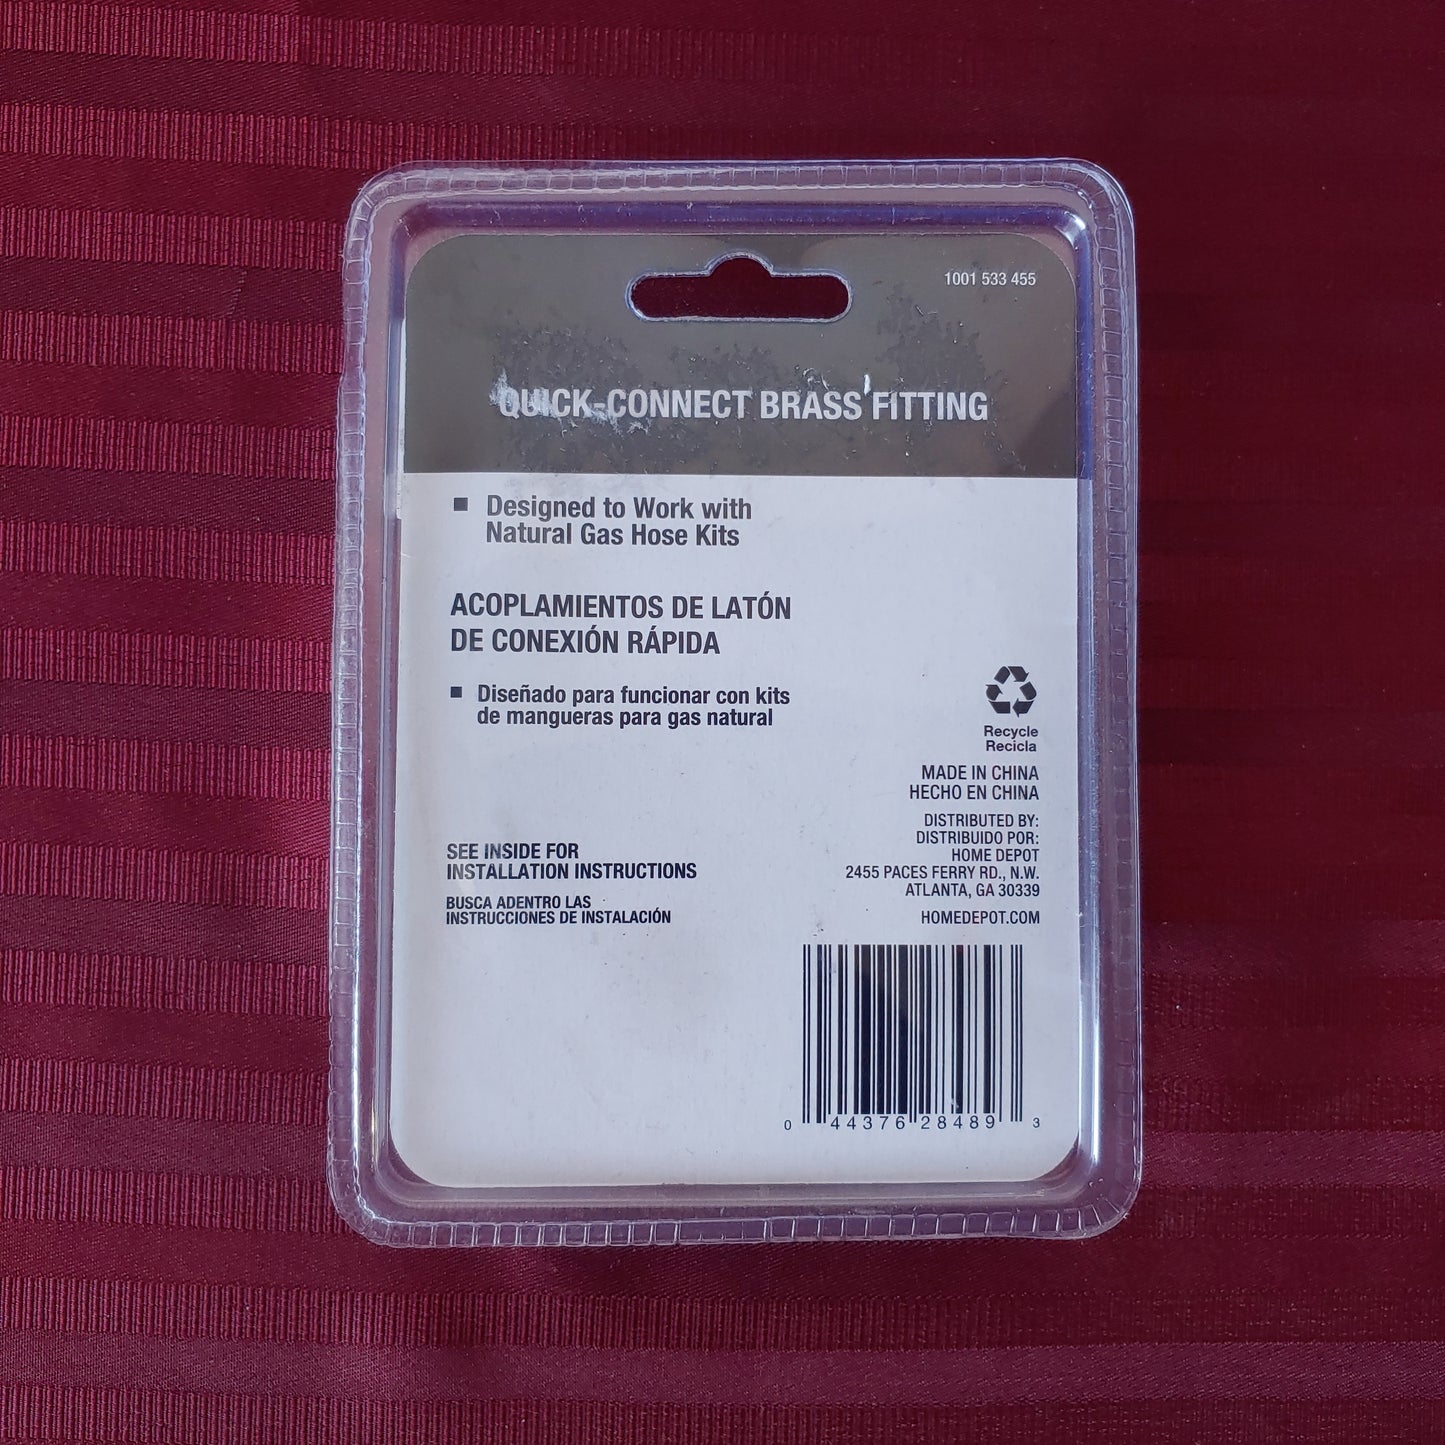 1001 533 455
QUICK-CONNECT BRASS FITTING
■ Designed to Work with
Natural Gas Hose Kits
ACOPLAMIENTOS DE LATÓN
DE CONEXIÓN RÁPIDA
■ Diseñado para funcionar con kits
de mangueras para gas natural
Recycle
Recicla
MADE IN CHINA
HECHO EN CHINA
DISTRIBUTED BY:
DISTRIBUIDO POR:
HOME DEPOT
2455 PACES FERRY RD., N.W.
ATLANTA, GA 30339
HOMEDEPOT.COM
SEE INSIDE FOR
INSTALLATION INSTRUCTIONS
BUSCA ADENTRO LAS
INSTRUCCIONES DE INSTALACIÓN
0 44376 28489 3